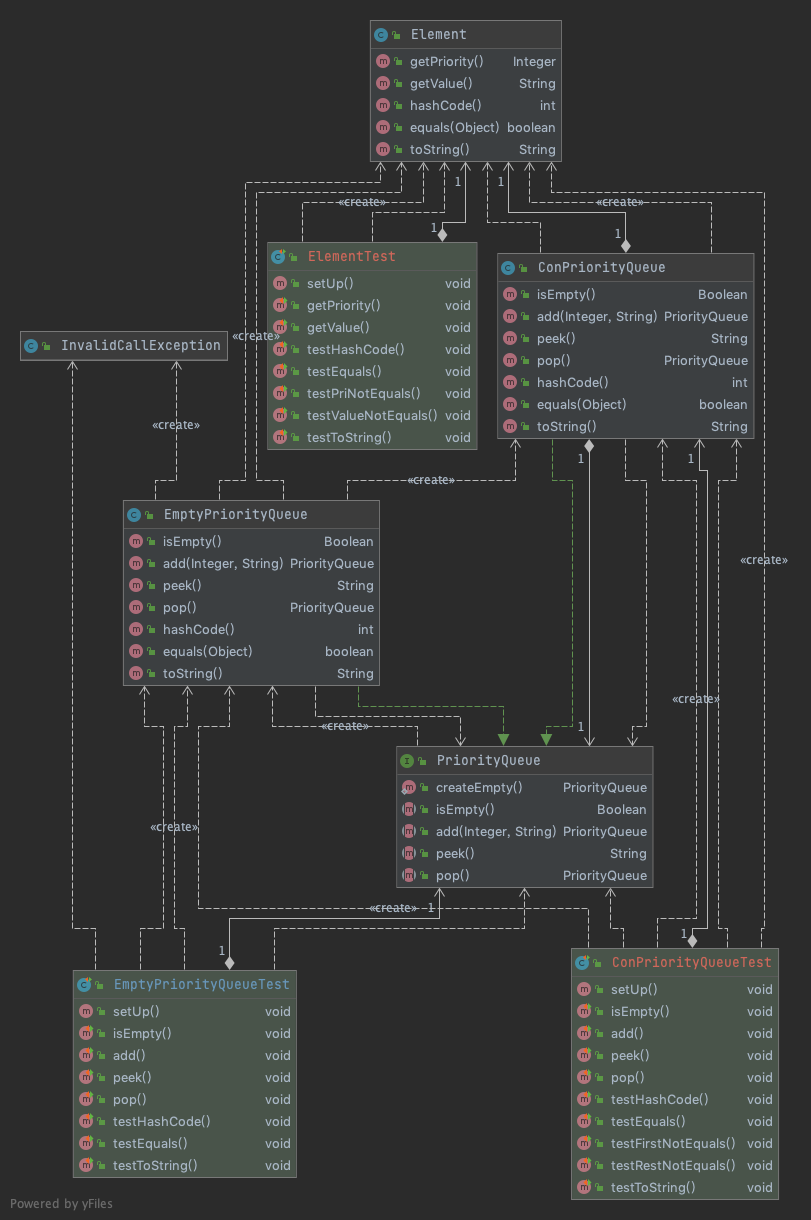 Element
getPriority() Integer
getValue() String
hashCode() int
equals(Object) boolean
toString() String
1
1
«create»
«create»
1
1
ElementTest
setUp() void
getPriority() void
getValue() void
testHashCode() void
testEquals() void
testPriNotEquals() void
testValueNotEquals() void
testToString() void
ConPriorityQueue
isEmpty() Boolean
add(Integer, String) PriorityQueue
peek() String
pop() PriorityQueue
hashCode() int
equals(Object) boolean
toString() String
InvalidCallException
«create»
«create»
1
1
«create»
«create»
EmptyPriorityQueue
isEmpty() Boolean
add(Integer, String) PriorityQueue
peek() String
pop() PriorityQueue
hashCode() int
equals(Object) boolean
toString() String
«create»
«create»
1
PriorityQueue
createEmpty() PriorityQueue
isEmpty() Boolean
add(Integer, String) PriorityQueue
peek() String
pop() PriorityQueue
«create»
«create»
1
1
1
EmptyPriorityQueueTest
setUp() void
isEmpty() void
add() void
peek() void
pop() void
testHashCode() void
testEquals() void
testToString() void
ConPriorityQueueTest
setUp() void
isEmpty() void
add() void
peek() void
pop() void
testHashCode() void
testEquals() void
testFirstNotEquals() void
testRestNotEquals() void
testToString() void
Powered by yFiles